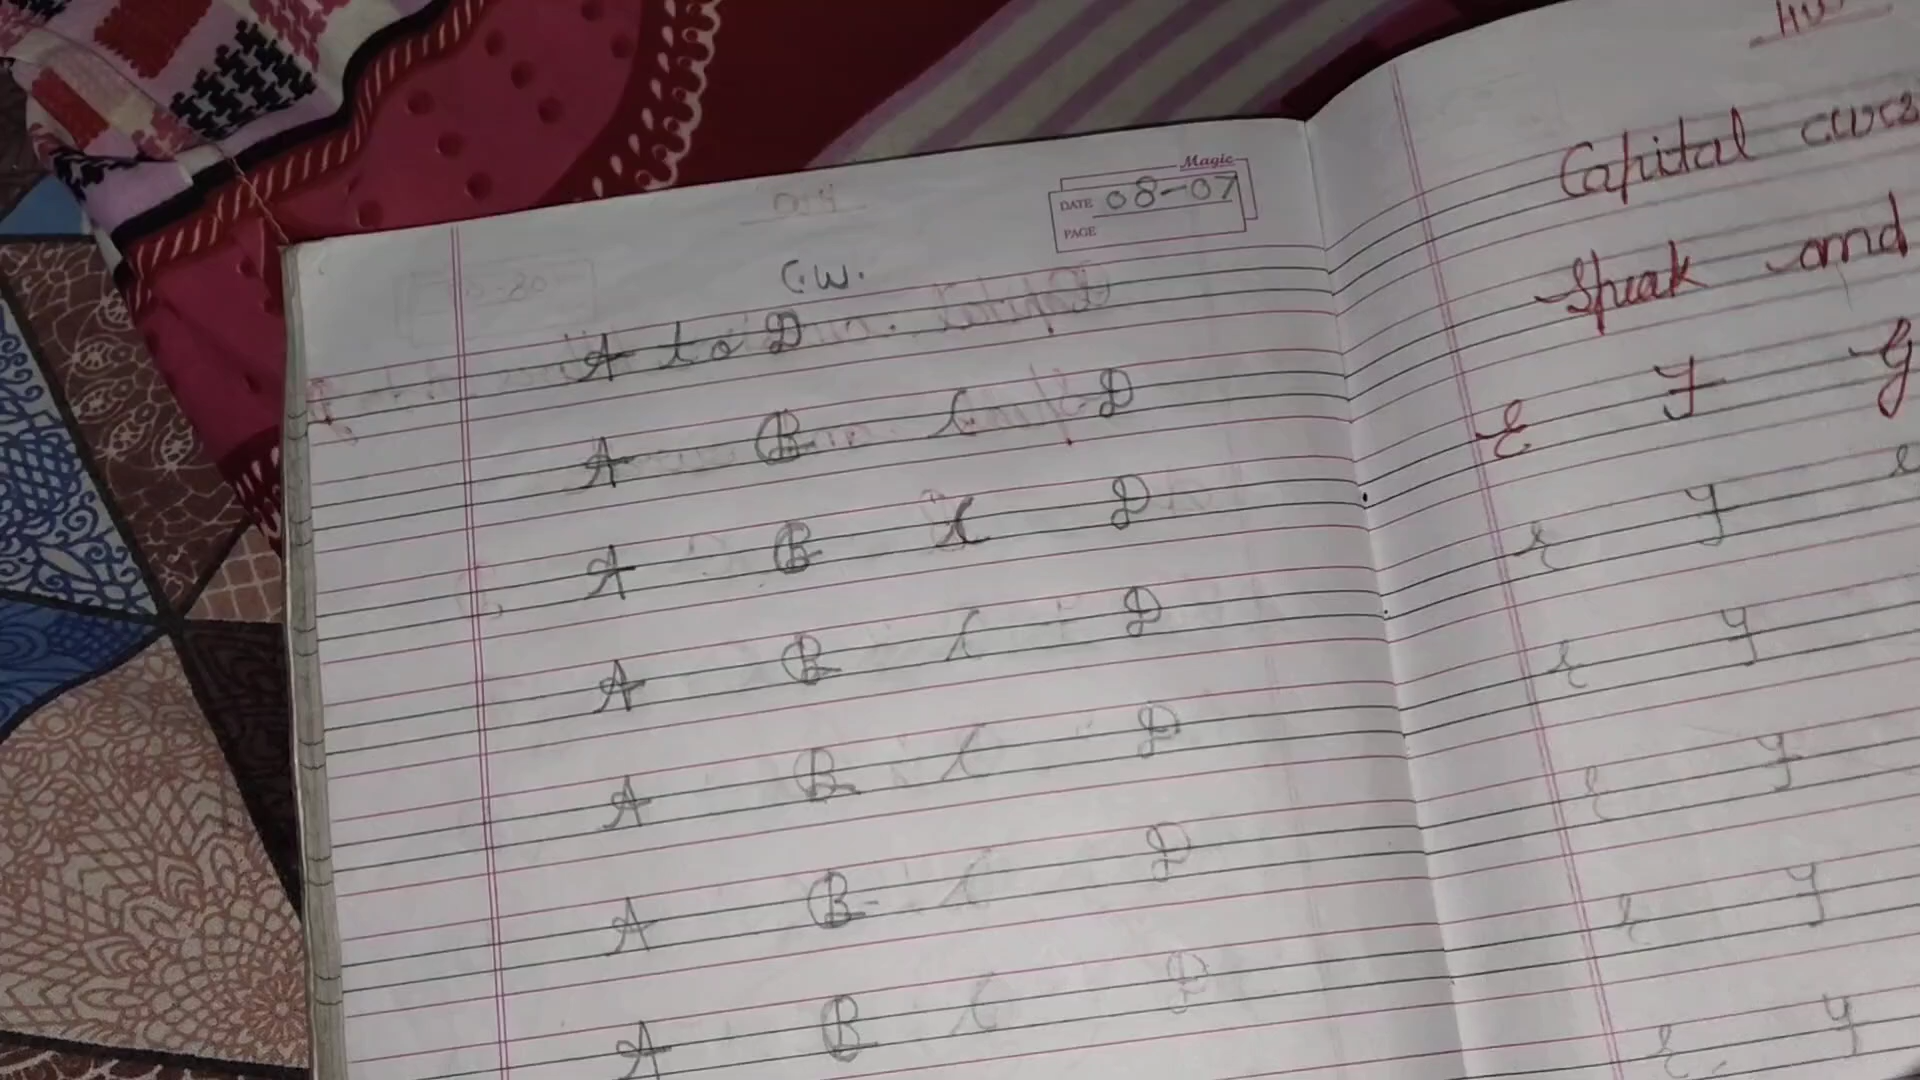 Magic
DATE 08-07
PAGE
C.W.
A to D
A B C D
A B C D
A B C D
A B C D
A B C D
A B C D
Capital
Speak and
E F G
E F
E F
E F
E F
E F